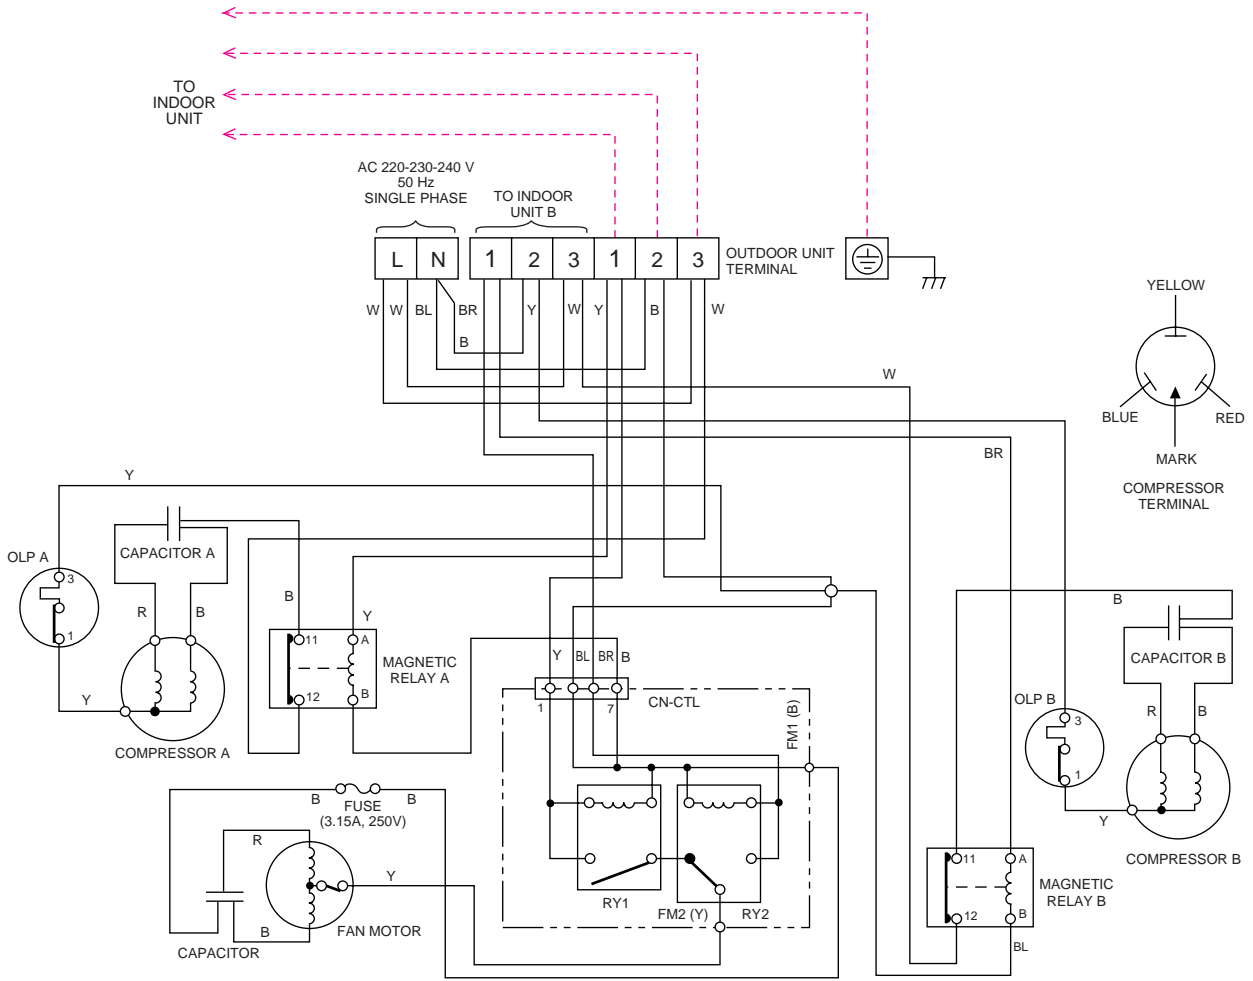 TO
INDOOR
UNIT
AC 220-230-240 V
50 Hz
SINGLE PHASE
TO INDOOR
UNIT B
L N 1 2 3 1 2 3
OUTDOOR UNIT
TERMINAL
W W BL BR Y W Y B W
B
W
YELLOW
BLUE
RED
MARK
COMPRESSOR
TERMINAL
BR
Y
CAPACITOR A
OLP A
3
1
R
B
B
Y
Y
11
A
12
B
MAGNETIC
RELAY A
COMPRESSOR A
Y BL BR B
1
7
CN-CTL
FM1 (B)
B
CAPACITOR B
OLP B
3
1
R
B
Y
COMPRESSOR B
B
FUSE
B
(3.15A, 250V)
R
Y
B
FAN MOTOR
CAPACITOR
RY1
FM2 (Y)
RY2
11
A
12
B
MAGNETIC
RELAY B
BL